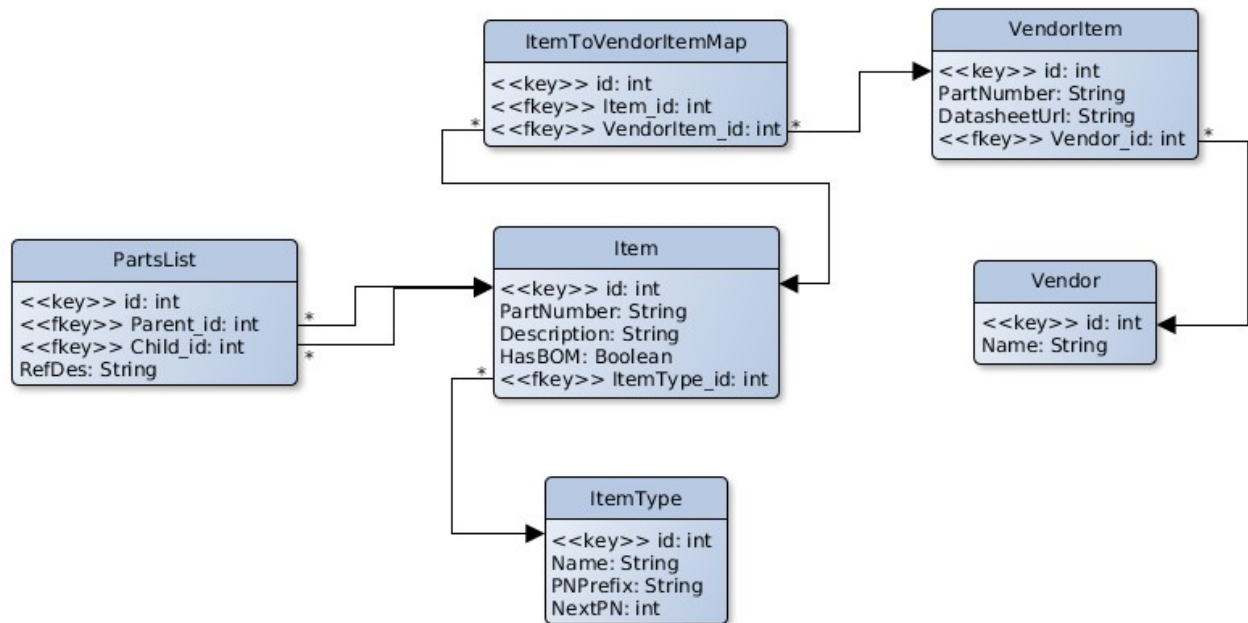 ItemToVendorItemMap
<<key>> id: int
<<fkey>> Item_id: int
<<fkey>> VendorItem_id: int
*
*
VendorItem
<<key>> id: int
PartNumber: String
DatasheetUrl: String
<<fkey>> Vendor_id: int
*
PartsList
<<key>> id: int
<<fkey>> Parent_id: int
<<fkey>> Child_id: int
RefDes: String
*
*
Item
<<key>> id: int
PartNumber: String
Description: String
HasBOM: Boolean
<<fkey>> ItemType_id: int
*
Vendor
<<key>> id: int
Name: String
ItemType
<<key>> id: int
Name: String
PNPrefix: String
NextPN: int